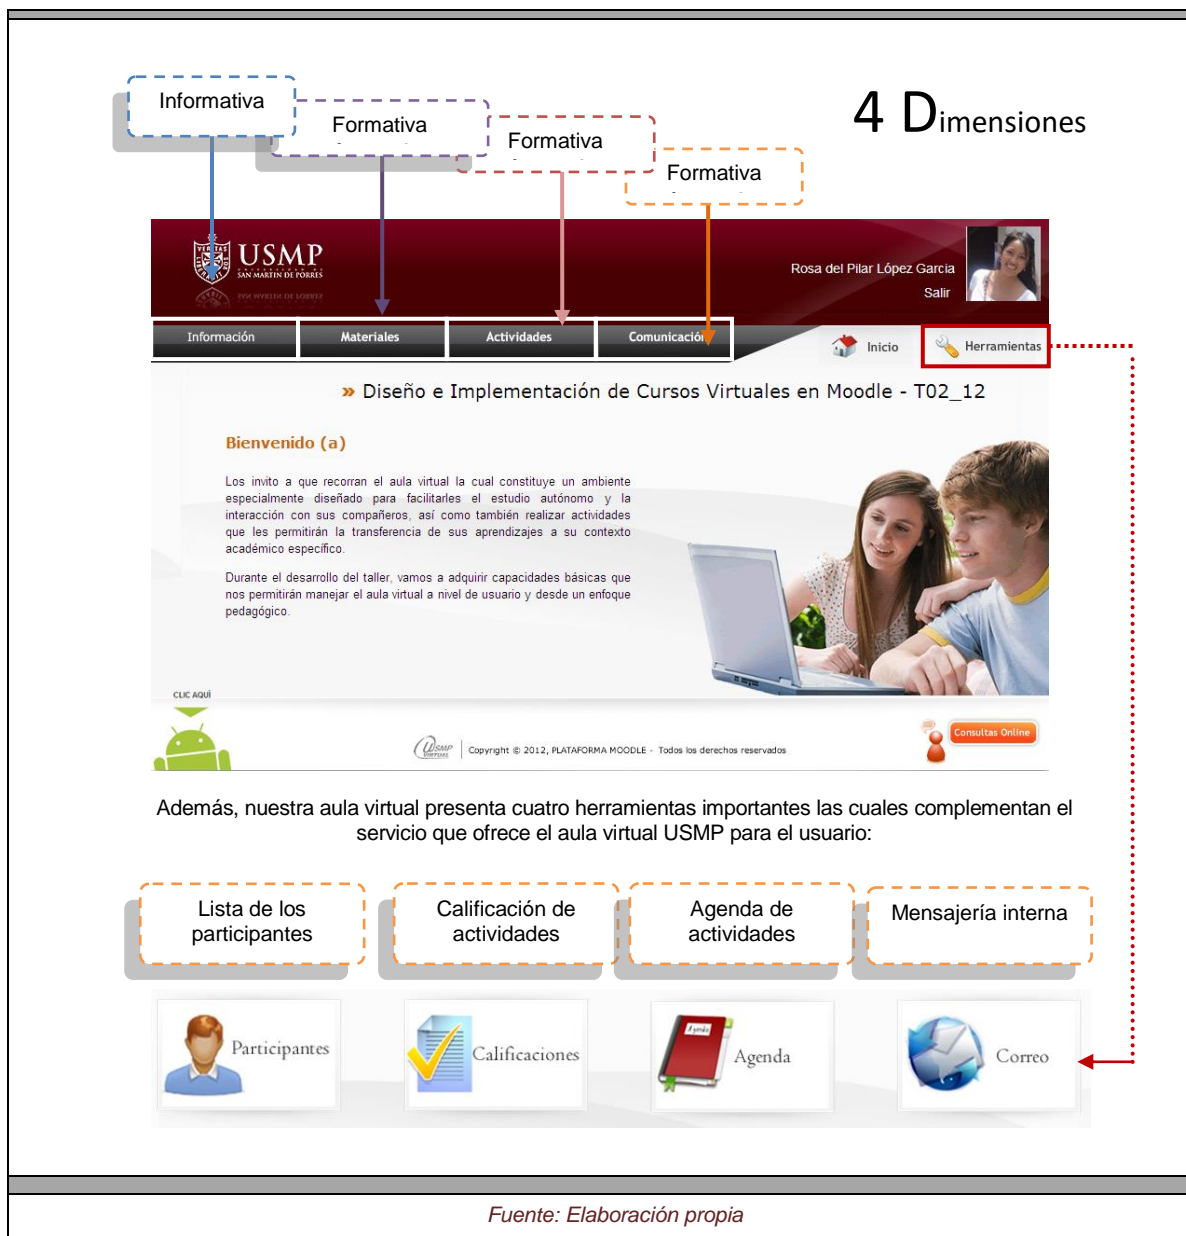 4 Dimensiones
Informativa
Formativa
Formativa
Formativa
VERITAS
USMP
UNIVERSIDAD DE
SAN MARTIN DE PORRES
Rosa del Pilar López Garcia
Salir
Información
Materiales
Actividades
Comunicación
Inicio
Herramientas
» Diseño e Implementación de Cursos Virtuales en Moodle - T02_12
Bienvenido (a)
Los invito a que recorran el aula virtual la cual constituye un ambiente
especialmente diseñado para facilitarles el estudio autónomo y la
interacción con sus compañeros, así como también realizar actividades
que les permitirán la transferencia de sus aprendizajes a su contexto
académico específico.
Durante el desarrollo del taller, vamos a adquirir capacidades básicas que
nos permitirán manejar el aula virtual a nivel de usuario y desde un enfoque
pedagógico.
CLIC AQUÍ
USMP
VIRTUAL
Copyright © 2012, PLATAFORMA MOODLE - Todos los derechos reservados
Consultas Online
Además, nuestra aula virtual presenta cuatro herramientas importantes las cuales complementan el
servicio que ofrece el aula virtual USMP para el usuario:
Lista de los
participantes
Calificación de
actividades
Agenda de
actividades
Mensajería interna
Participantes
Calificaciones
Agenda
Agenda
Correo
Fuente: Elaboración propia